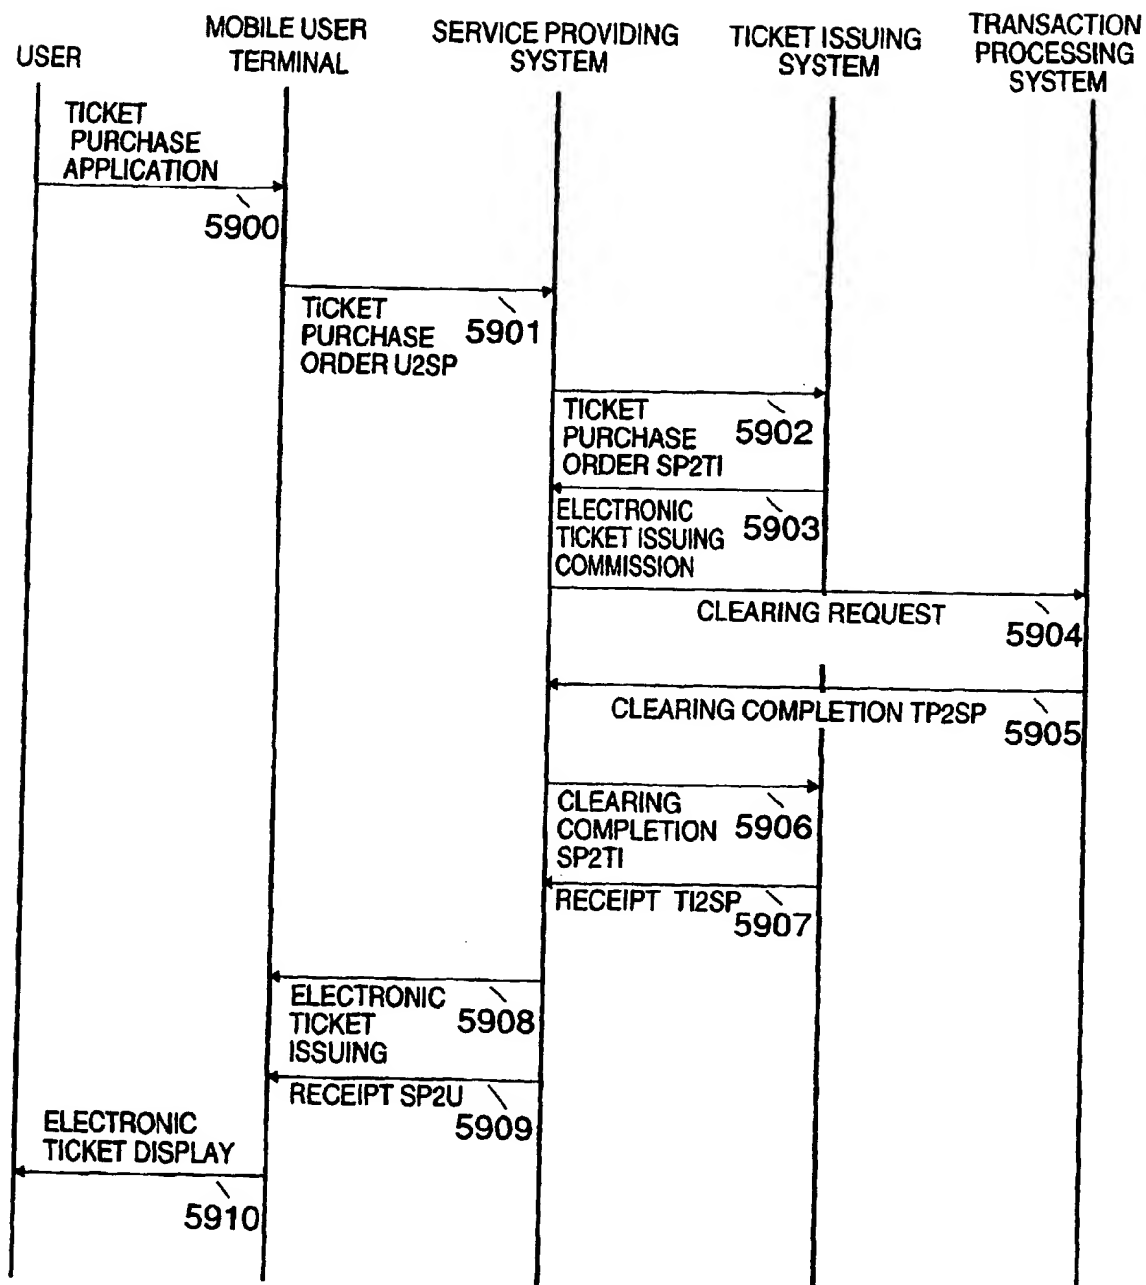 USER
MOBILE USER
TERMINAL
SERVICE PROVIDING
SYSTEM
TICKET ISSUING
SYSTEM
TRANSACTION
PROCESSING
SYSTEM
TICKET
PURCHASE
APPLICATION
5900
TICKET
PURCHASE
ORDER U2SP
5901
TICKET
PURCHASE
ORDER SP2TI
5902
ELECTRONIC
TICKET ISSUING
COMMISSION
5903
CLEARING REQUEST
5904
CLEARING COMPLETION TP2SP
5905
CLEARING
COMPLETION
SP2TI
5906
RECEIPT TI2SP
5907
ELECTRONIC
TICKET
ISSUING
5908
RECEIPT SP2U
5909
ELECTRONIC
TICKET DISPLAY
5910